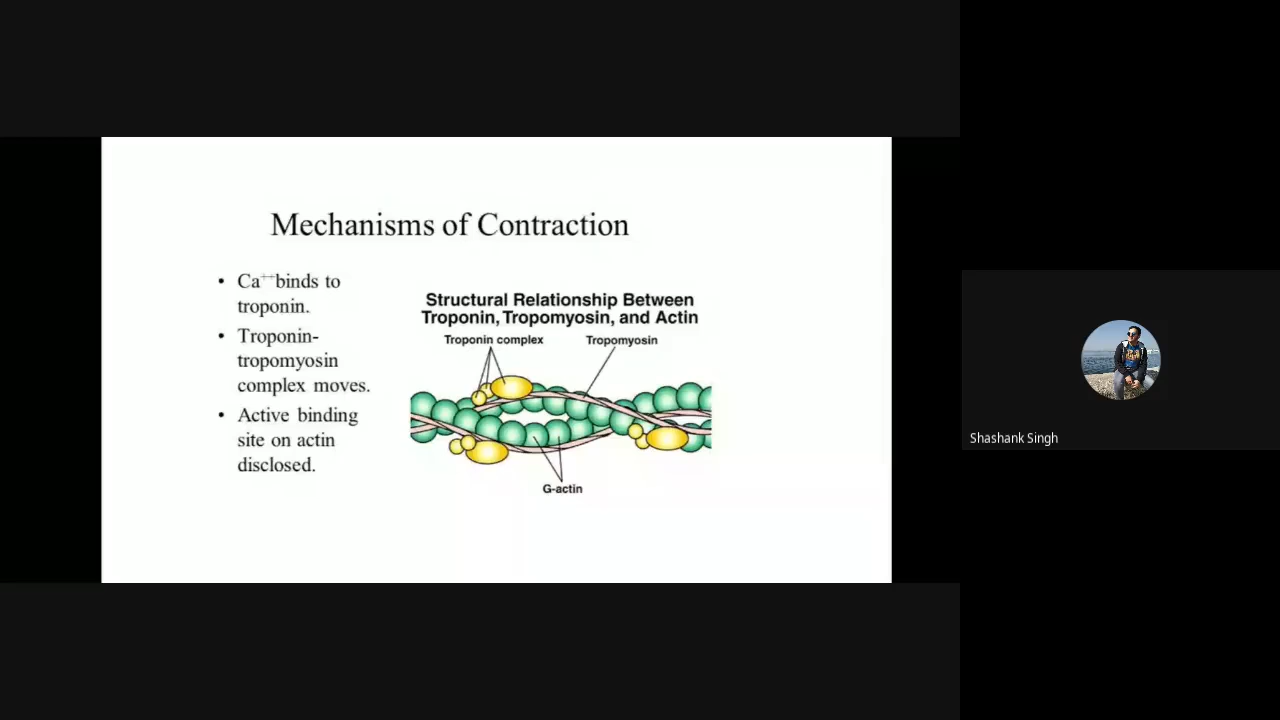 Mechanisms of Contraction
• Ca⁺⁺binds to
troponin.
• Troponin-
tropomyosin
complex moves.
• Active binding
site on actin
disclosed.
Structural Relationship Between
Troponin, Tropomyosin, and Actin
Troponin complex
Tropomyosin
G-actin
Shashank Singh